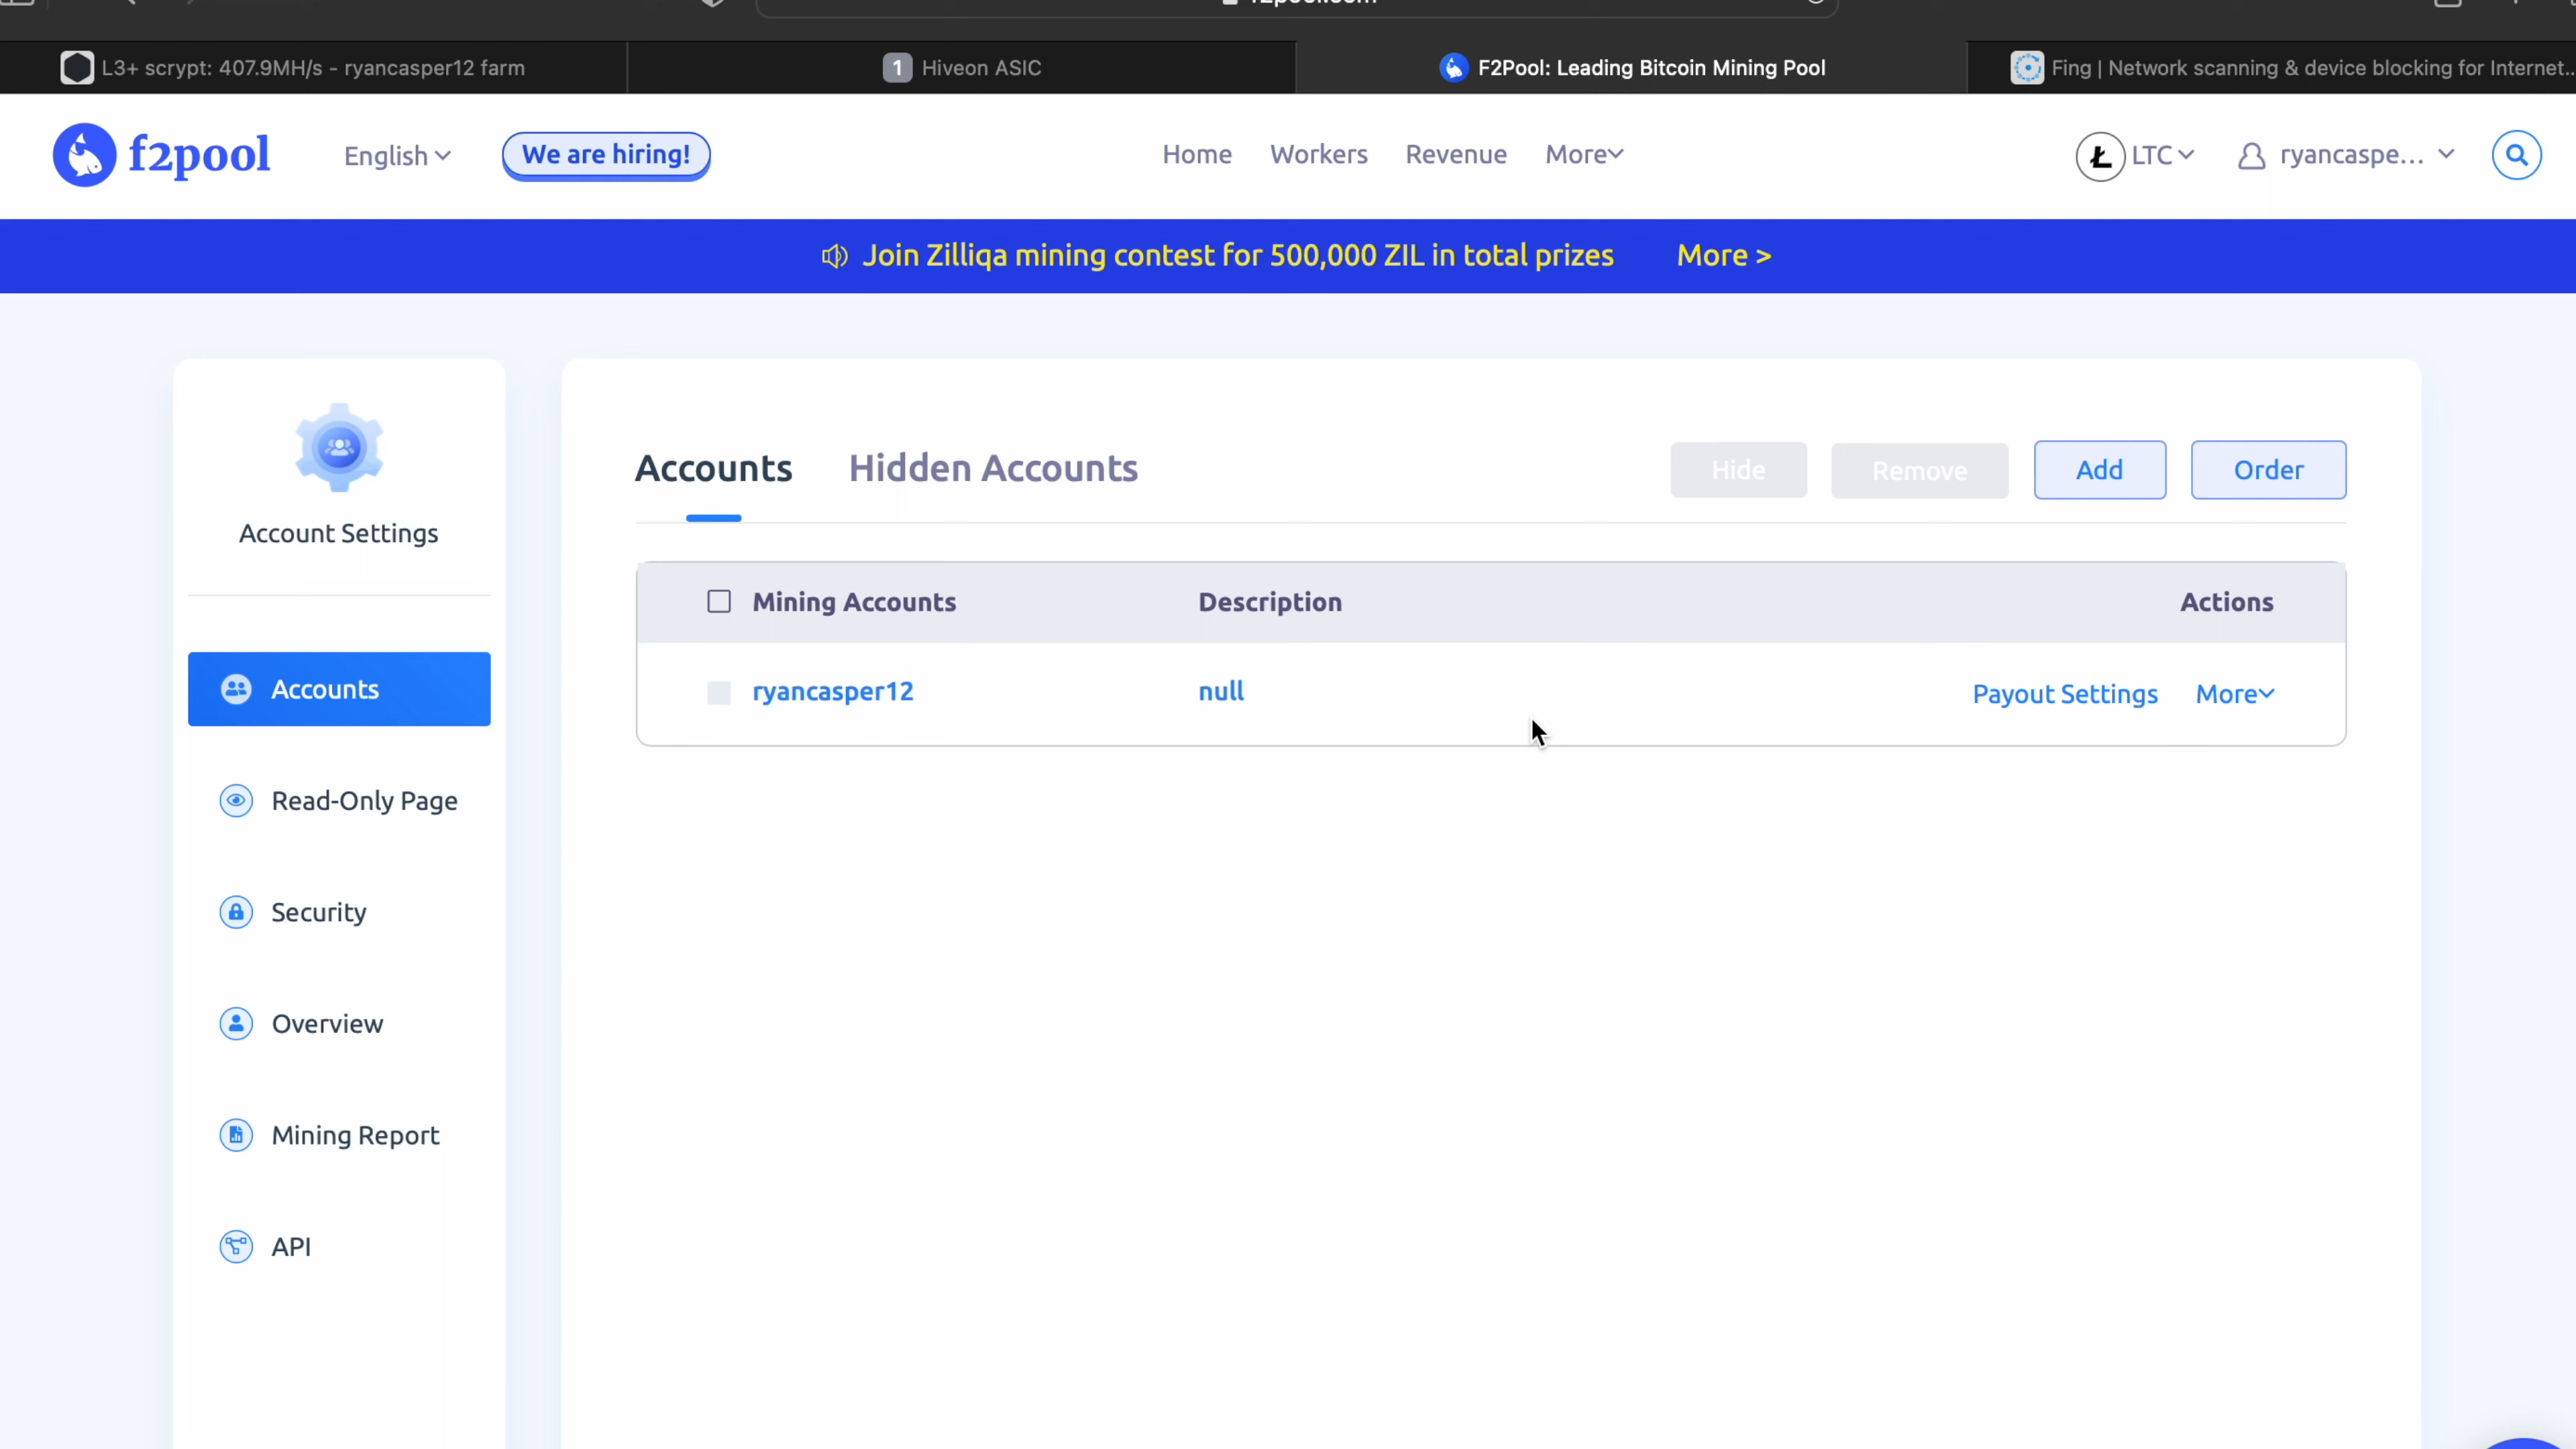 L3+ scrypt: 407.9MH/s - ryancasper12 farm
1 Hiveon ASIC
F2Pool: Leading Bitcoin Mining Pool
Fing | Network scanning & device blocking for Internet...
f2pool
English
We are hiring!
Home
Workers
Revenue
More
LTC
ryancaspe...
Join Zilliqa mining contest for 500,000 ZIL in total prizes
More >
Account Settings
Accounts
Read-Only Page
Security
Overview
Mining Report
API
Accounts
Hidden Accounts
Hide
Remove
Add
Order
Mining Accounts
Description
Actions
ryancasper12
null
Payout Settings
More